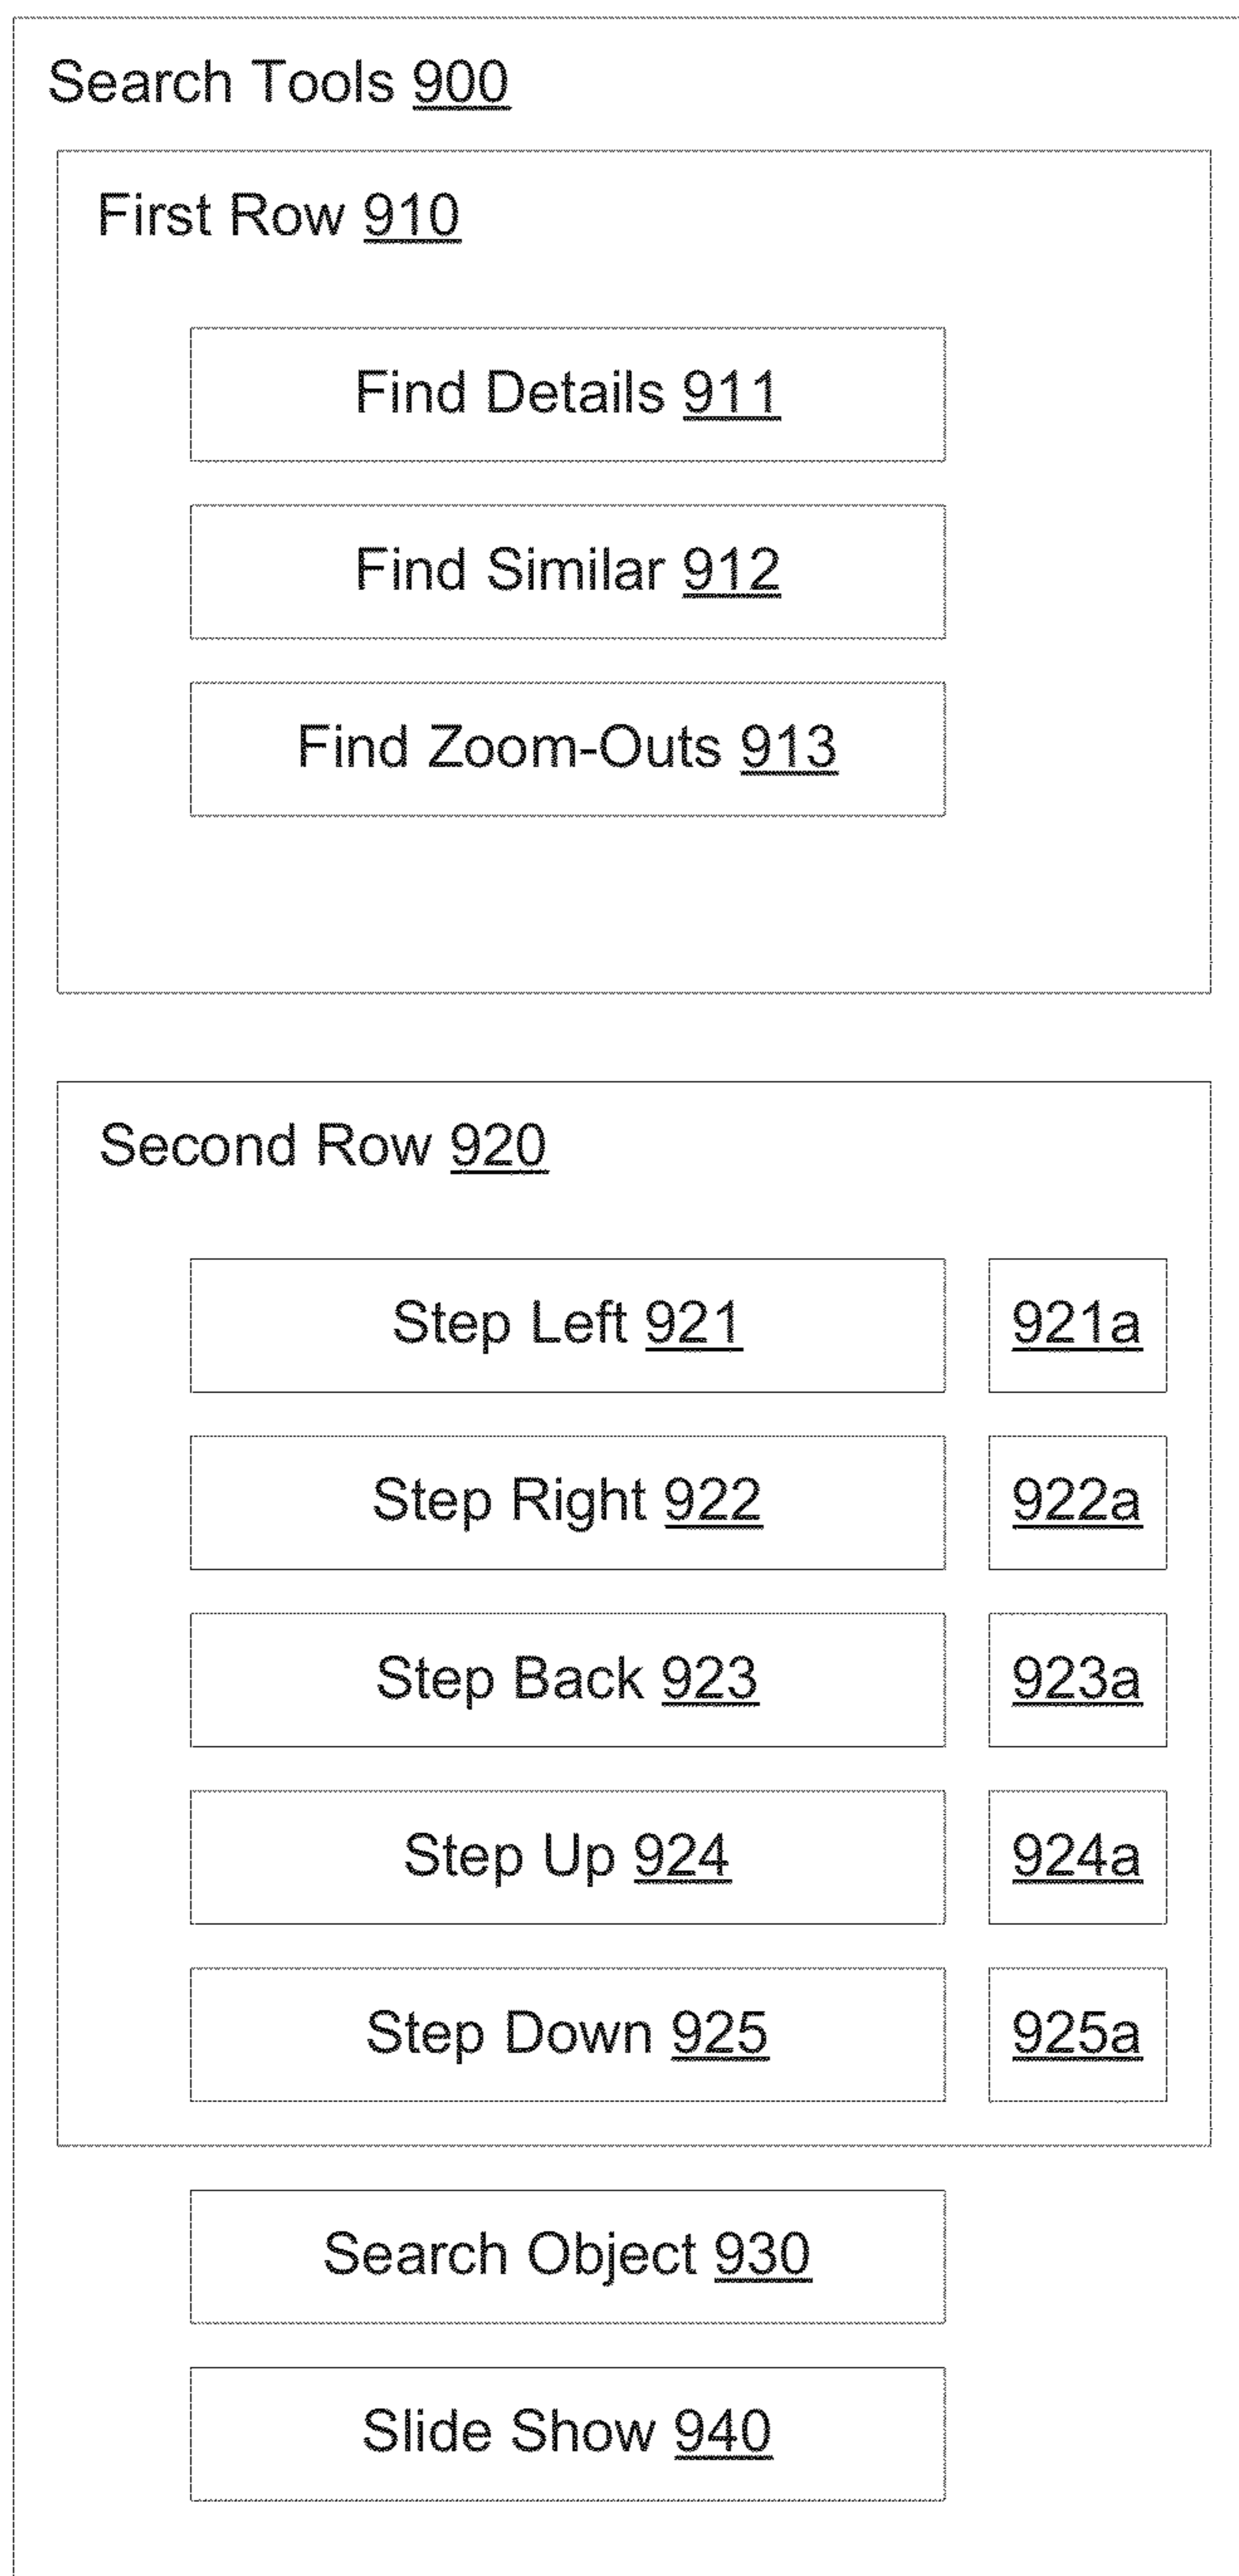 Search Tools 900
First Row 910
Find Details 911
Find Similar 912
Find Zoom-Outs 913
Second Row 920
Step Left 921 921a
Step Right 922 922a
Step Back 923 923a
Step Up 924 924a
Step Down 925 925a
Search Object 930
Slide Show 940